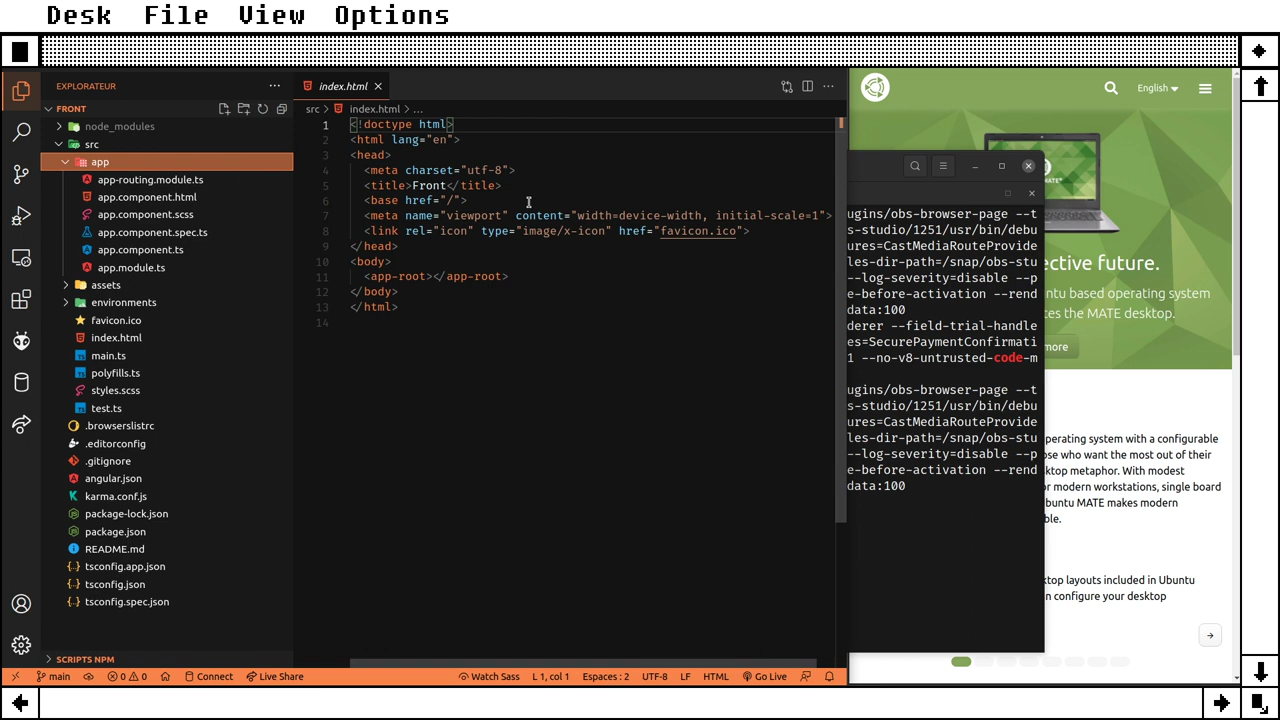 Desk File View Options
EXPLORATEUR
FRONT
node_modules
src
app
app-routing.module.ts
app.component.html
app.component.scss
app.component.spec.ts
app.component.ts
app.module.ts
assets
environments
favicon.ico
index.html
main.ts
polyfills.ts
styles.scss
test.ts
.browserslistrc
.editorconfig
.gitignore
angular.json
karma.conf.js
package-lock.json
package.json
README.md
tsconfig.app.json
tsconfig.json
tsconfig.spec.json
SCRIPTS NPM
index.html
src > index.html > ...
1 <!doctype html>
2 <html lang="en">
3 <head>
4 <meta charset="utf-8">
5 <title>Front</title>
6 <base href="/">
7 <meta name="viewport" content="width=device-width, initial-scale=1">
8 <link rel="icon" type="image/x-icon" href="favicon.ico">
9 </head>
10 <body>
11 <app-root></app-root>
12 </body>
13 </html>
14
main 0 0 Connect Live Share Watch Sass L 1, col 1 Espaces : 2 UTF-8 LF HTML Go Live
ugins/obs-browser-page --t
s-studio/1251/usr/bin/debu
ures=CastMediaRouteProvide
les-dir-path=/snap/obs-stu
--log-severity=disable --p
e-before-activation --rend
data:100
derer --field-trial-handle
es=SecurePaymentConfirmati
1 --no-v8-untrusted-code-m
ugins/obs-browser-page --t
s-studio/1251/usr/bin/debu
ures=CastMediaRouteProvide
les-dir-path=/snap/obs-stu
--log-severity=disable --p
e-before-activation --rend
data:100
English
ective future.
ntu based operating system
ces the MATE desktop.
more
perating system with a configurable
ose who want the most out of their
ktop metaphor. With modest
or modern workstations, single board
buntu MATE makes modern
ble.
ktop layouts included in Ubuntu
n configure your desktop